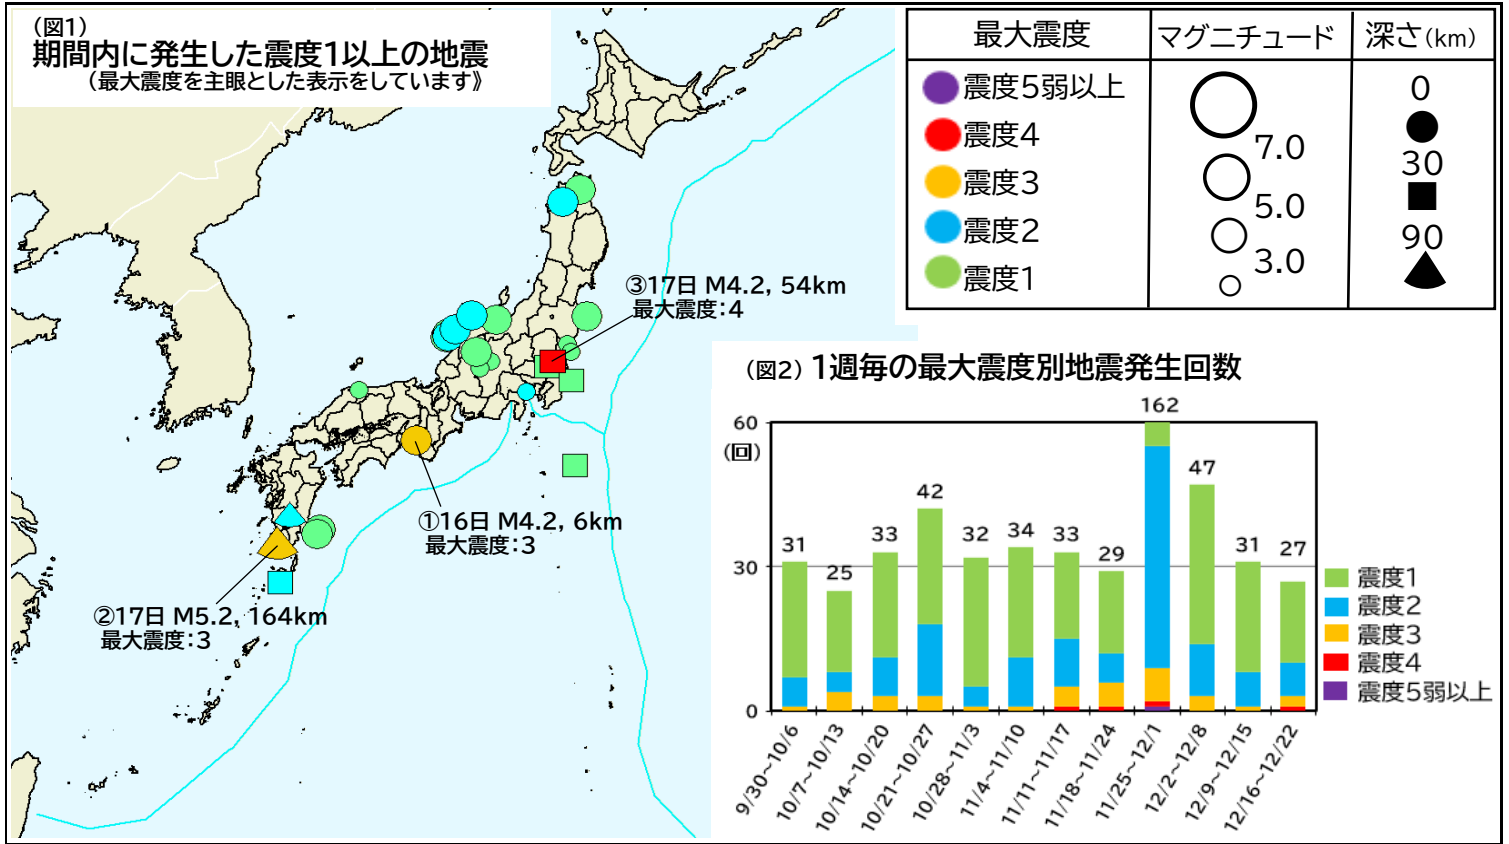 (図1)
期間内に発生した震度1以上の地震
(最大震度を主眼とした表示をしています》
最大震度
マグニチュード
深さ(km)
震度5弱以上
震度4
震度3
震度2
震度1
7.0
5.0
3.0
0
30
90
③17日 M4.2, 54km
最大震度:4
①16日 M4.2, 6km
最大震度:3
②17日 M5.2, 164km
最大震度:3
(図2) 1週毎の最大震度別地震発生回数
60
(回)
30
0
31
25
33
42
32
34
33
29
162
47
31
27
9/30~10/6
10/7~10/13
10/14~10/20
10/21~10/27
10/28~11/3
11/4~11/10
11/11~11/17
11/18~11/24
11/25~12/1
12/2~12/8
12/9~12/15
12/16~12/22
震度1
震度2
震度3
震度4
震度5弱以上